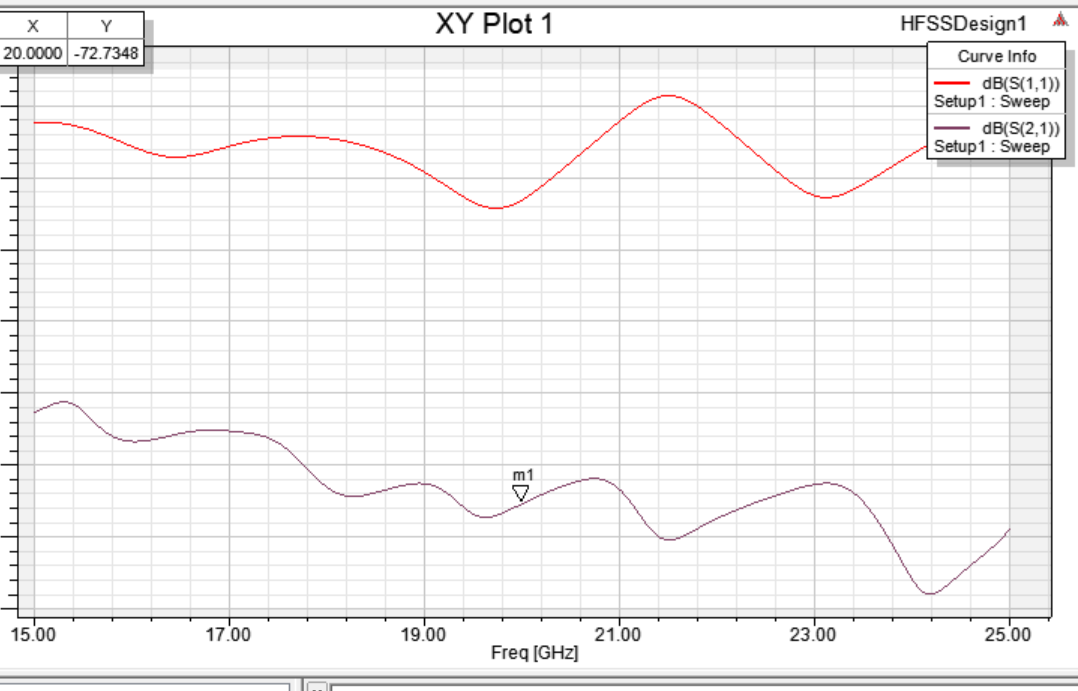 XY Plot 1
HFSSDesign1
X Y
20.0000 -72.7348
Curve Info
dB(S(1,1))
Setup1 : Sweep
dB(S(2,1))
Setup1 : Sweep
m1
15.00 17.00 19.00 21.00 23.00 25.00
Freq [GHz]